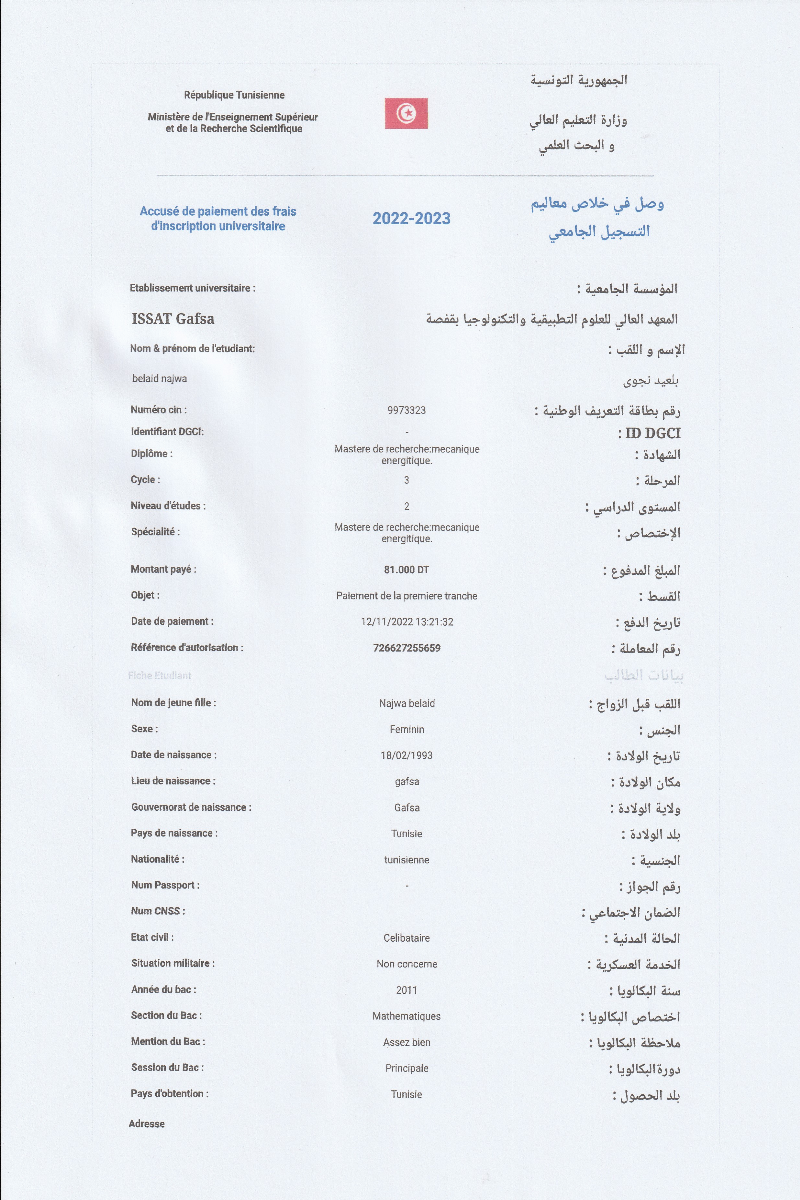 République Tunisienne
Ministère de l'Enseignement Supérieur
et de la Recherche Scientifique
الجمهورية التونسية
وزارة التعليم العالي
و البحث العلمي
Accusé de paiement des frais
d'inscription universitaire
2022-2023
وصل في خلاص معاليم
التسجيل الجامعي
Etablissement universitaire : المؤسسة الجامعية :
ISSAT Gafsa المعهد العالي للعلوم التطبيقية والتكنولوجيا بقفصة
Nom & prénom de l'etudiant: الإسم و اللقب :
belaid najwa بلعيد نجوى
Numéro cin : 9973323 رقم بطاقة التعريف الوطنية :
Identifiant DGCI: - ID DGCI :
Diplôme : Mastere de recherche:mecanique الشهادة :
energitique.
Cycle : 3 المرحلة :
Niveau d'études : 2 المستوى الدراسي :
Spécialité : Mastere de recherche:mecanique الإختصاص :
energitique.
Montant payé : 81.000 DT المبلغ المدفوع :
Objet : Paiement de la premiere tranche القسط :
Date de paiement : 12/11/2022 13:21:32 تاريخ الدفع :
Référence d'autorisation : 726627255659 رقم المعاملة :
Fiche Etudiant بيانات الطالب
Nom de jeune fille : Najwa belaid اللقب قبل الزواج :
Sexe : Feminin الجنس :
Date de naissance : 18/02/1993 تاريخ الولادة :
Lieu de naissance : gafsa مكان الولادة :
Gouvernorat de naissance : Gafsa ولاية الولادة :
Pays de naissance : Tunisie بلد الولادة :
Nationalité : tunisienne الجنسية :
Num Passport : - رقم الجواز :
Num CNSS : الضمان الاجتماعي :
Etat civil : Celibataire الحالة المدنية :
Situation militaire : Non concerne الخدمة العسكرية :
Année du bac : 2011 سنة البكالويا :
Section du Bac : Mathematiques اختصاص البكالويا :
Mention du Bac : Assez bien ملاحظة البكالويا :
Session du Bac : Principale دورة البكالويا :
Pays d'obtention : Tunisie بلد الحصول :
Adresse